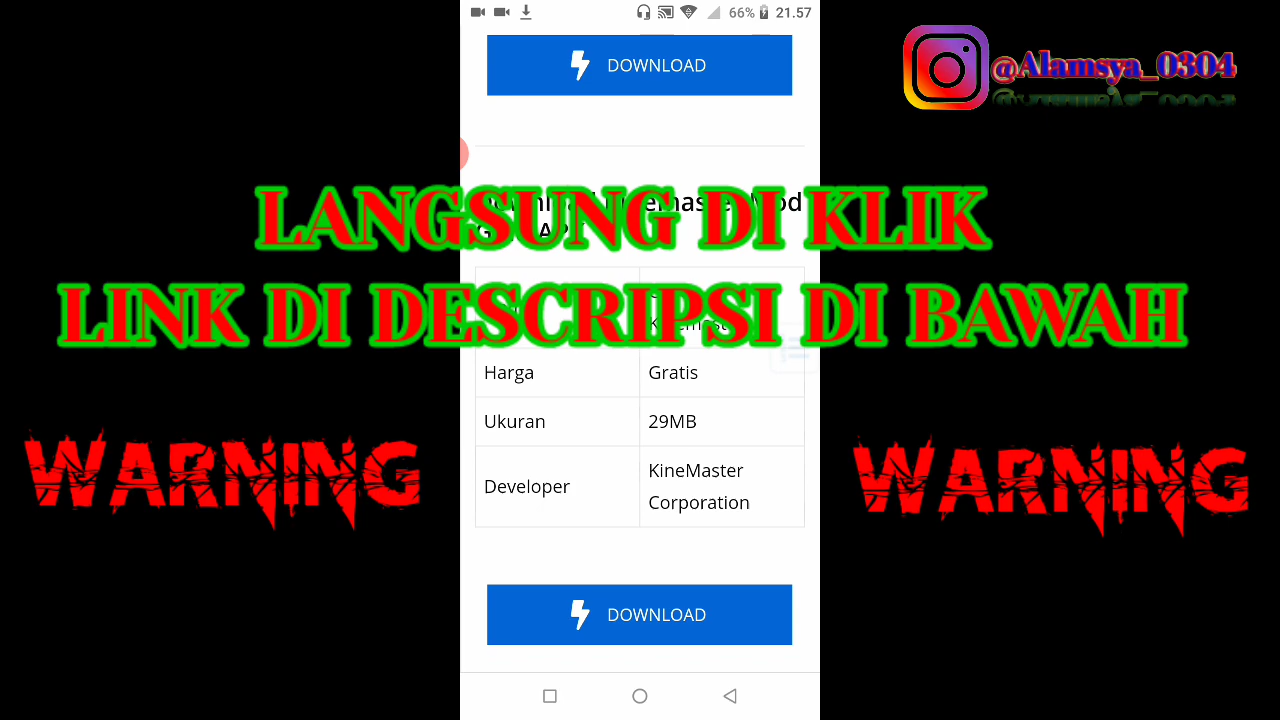 66% 21.57
DOWNLOAD
@Alamsya_0304
LANGSUNG DI KLIK
LINK DI DESCRIPSI DI BAWAH
Harga Gratis
Ukuran 29MB
Developer KineMaster
Corporation
WARNING WARNING
DOWNLOAD